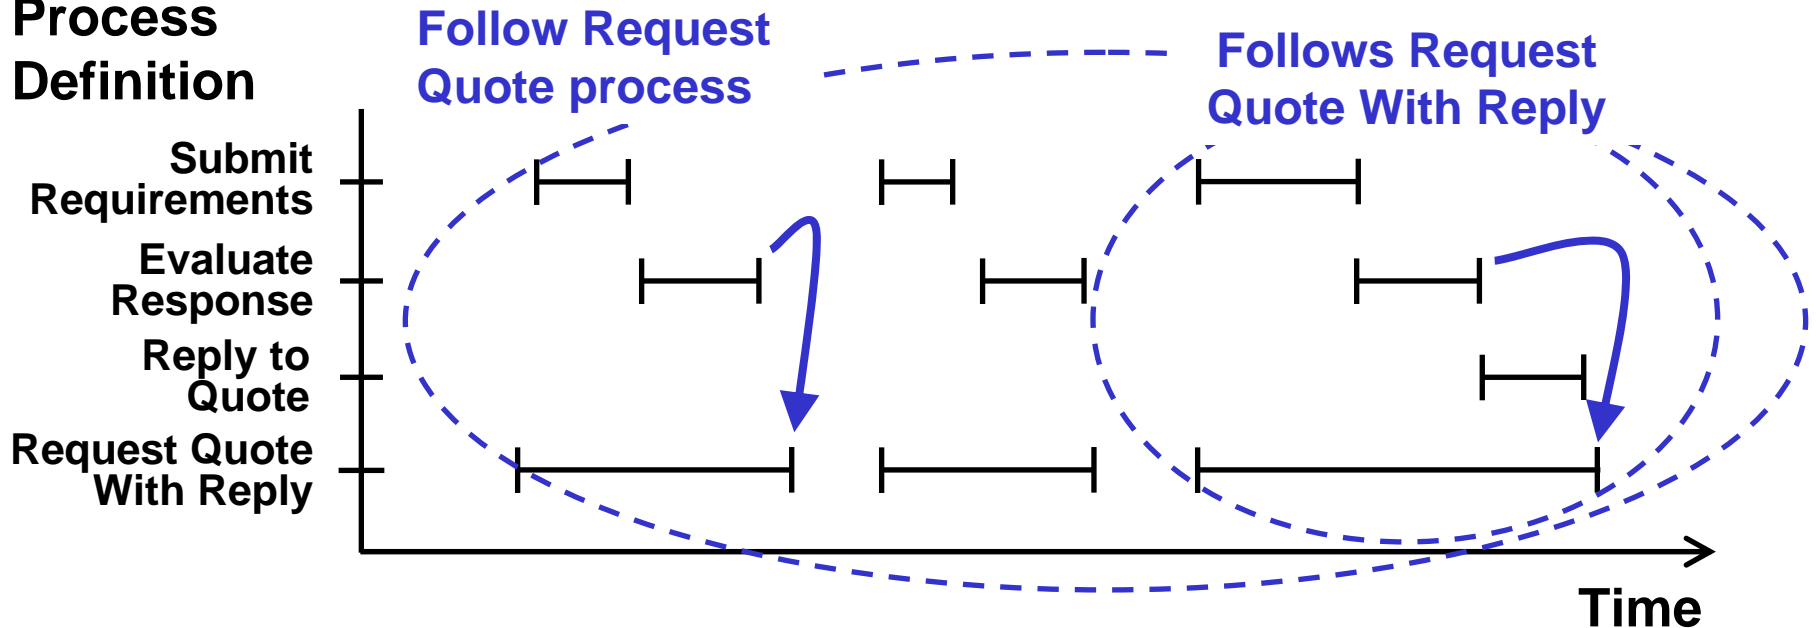 Process
Definition
Follow Request
Quote process
Follows Request
Quote With Reply
Submit
Requirements
Evaluate
Response
Reply to
Quote
Request Quote
With Reply
Time